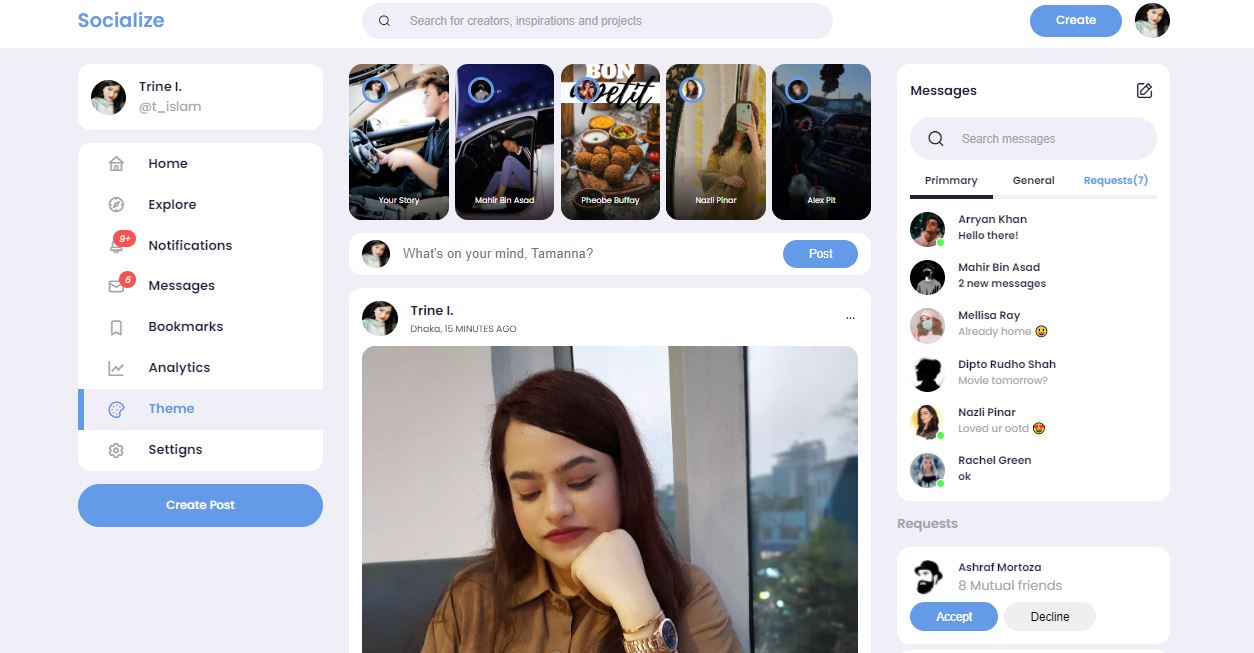 Socialize
Search for creators, inspirations and projects
Create
Trine I.
@t_islam
Home
Explore
9+
Notifications
6
Messages
Bookmarks
Analytics
Theme
Settigns
Create Post
Your Story
Mahir Bin Asad
BON
apetit
Pheobe Buffay
Nazli Pinar
Alex Pit
What's on your mind, Tamanna?
Post
Trine I.
Dhaka, 15 MINUTES AGO
...
Messages
Search messages
Primmary
General
Requests(7)
Arryan Khan
Hello there!
Mahir Bin Asad
2 new messages
Mellisa Ray
Already home 😀
Dipto Rudho Shah
Movie tomorrow?
Nazli Pinar
Loved ur ootd 😍
Rachel Green
ok
Requests
Ashraf Mortoza
8 Mutual friends
Accept
Decline